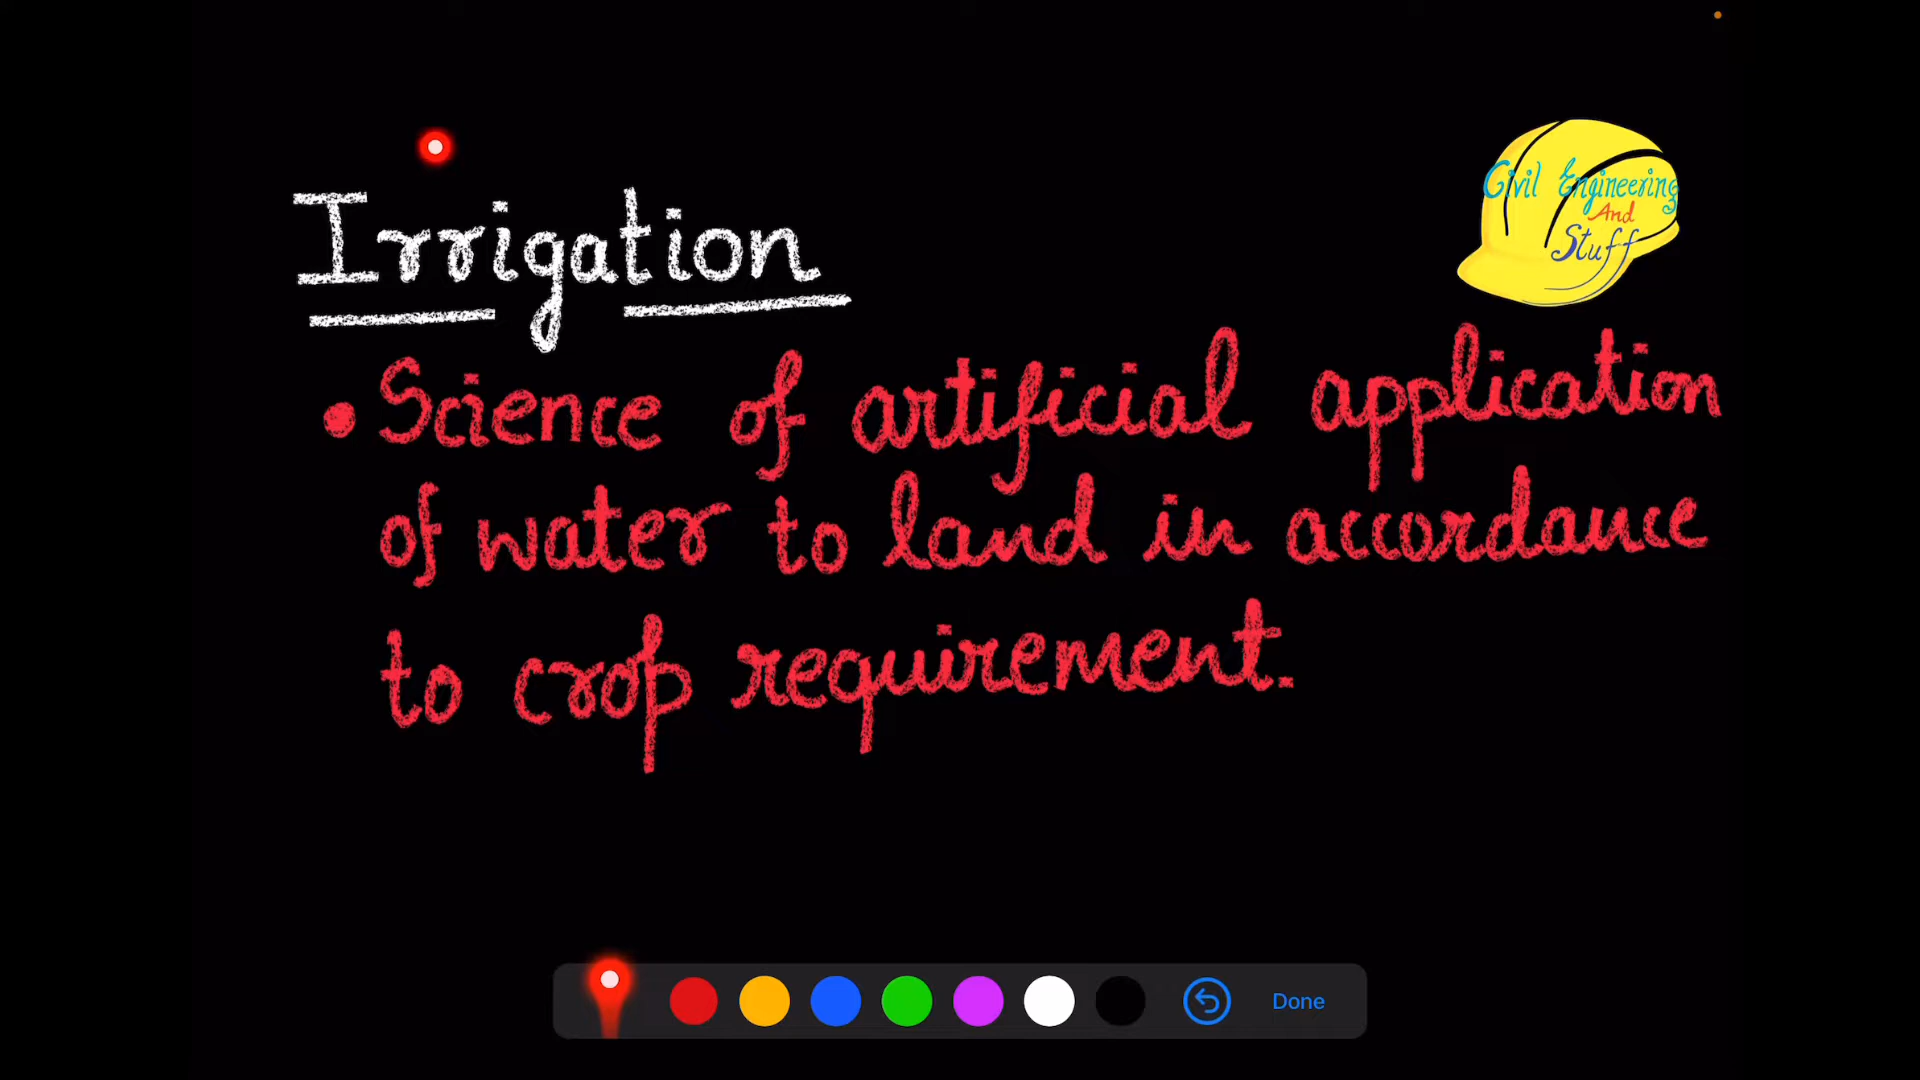 Civil Engineering
And
Stuff
Irrigation
• Science of artificial application
of water to land in accordance
to crop requirement.
Done